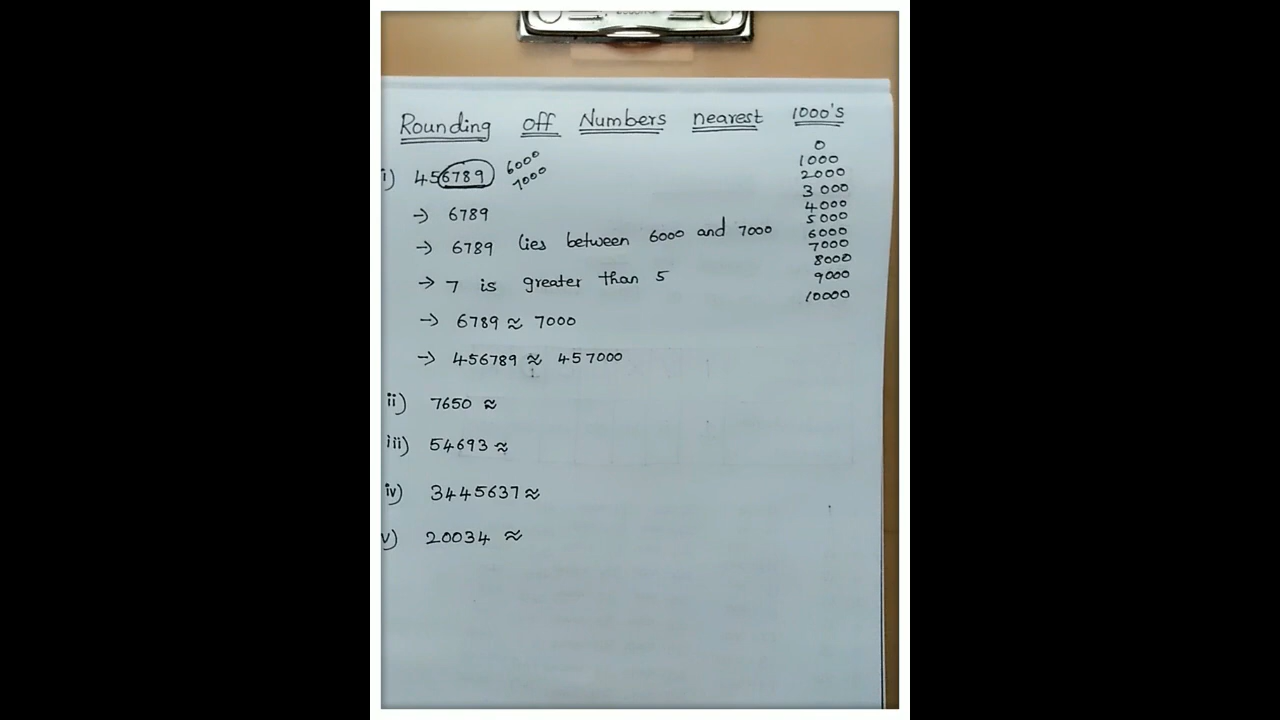 Rounding off Numbers nearest 1000's
i) 456789 6000
7000
→ 6789
→ 6789 lies between 6000 and 7000
→ 7 is greater than 5
→ 6789 ≈ 7000
→ 456789 ≈ 457000
ii) 7650 ≈
iii) 54693 ≈
iv) 3445637 ≈
v) 20034 ≈
0
1000
2000
3000
4000
5000
6000
7000
8000
9000
10000